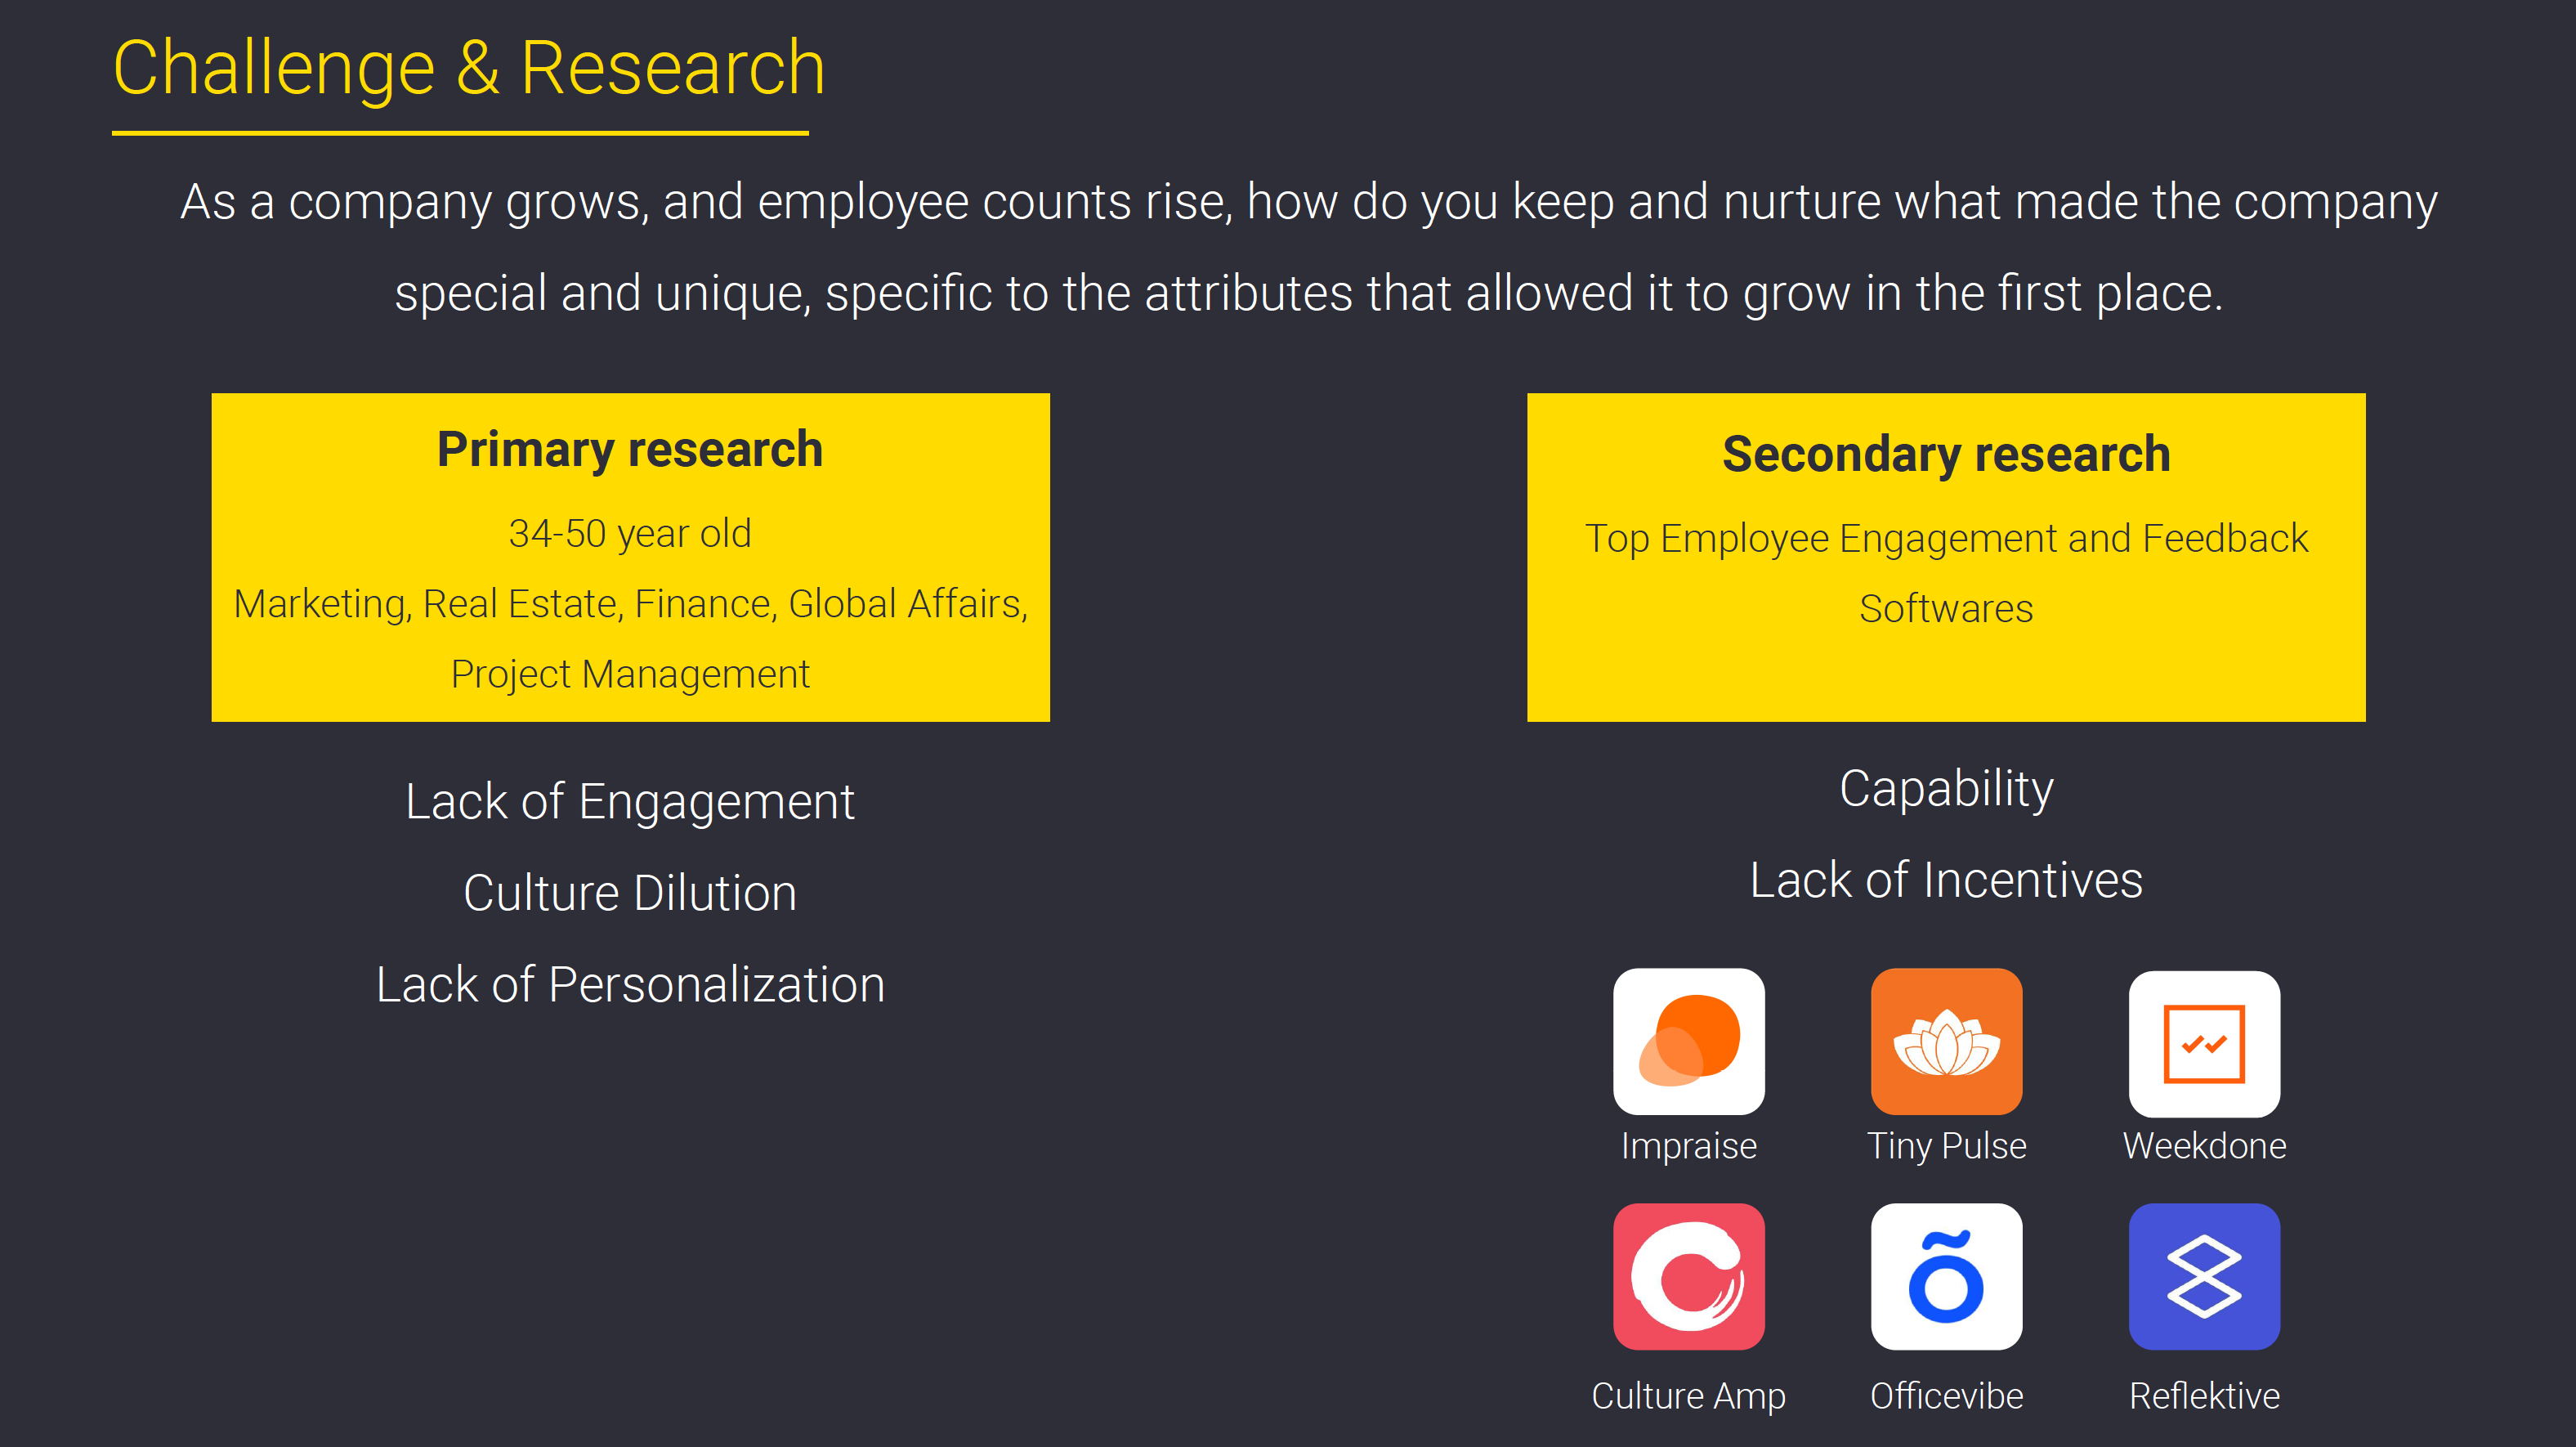 Challenge & Research
As a company grows, and employee counts rise, how do you keep and nurture what made the company
special and unique, specific to the attributes that allowed it to grow in the first place.
Primary research
34-50 year old
Marketing, Real Estate, Finance, Global Affairs,
Project Management
Lack of Engagement
Culture Dilution
Lack of Personalization
Secondary research
Top Employee Engagement and Feedback
Softwares
Capability
Lack of Incentives
Impraise
Tiny Pulse
Weekdone
Culture Amp
Officevibe
Reflektive